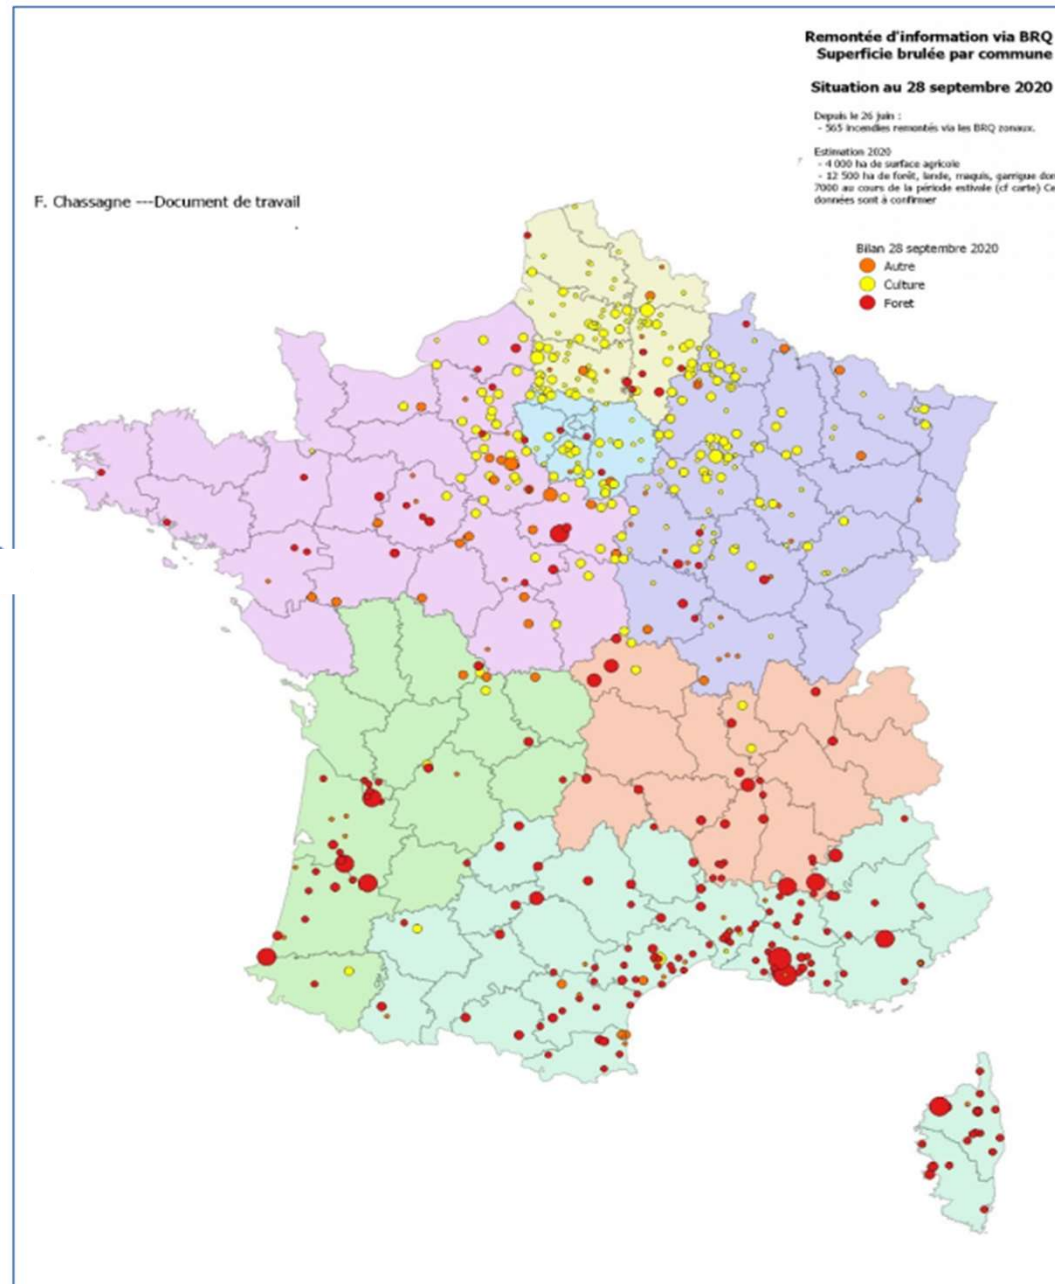 Remontée d'information via BRQ
Superficie brulée par commune
Situation au 28 septembre 2020
Depuis le 26 juin :
- 565 incendies remontés via les BRQ zonaux.
Estimation 2020
- 4 000 ha de surface agricole
- 12 500 ha de forêt, lande, maquis, garrigue don
7000 au cours de la période estivale (cf carte) Ce
données sont à confirmer
F. Chassagne ---Document de travail
Bilan 28 septembre 2020
Autre
Culture
Foret